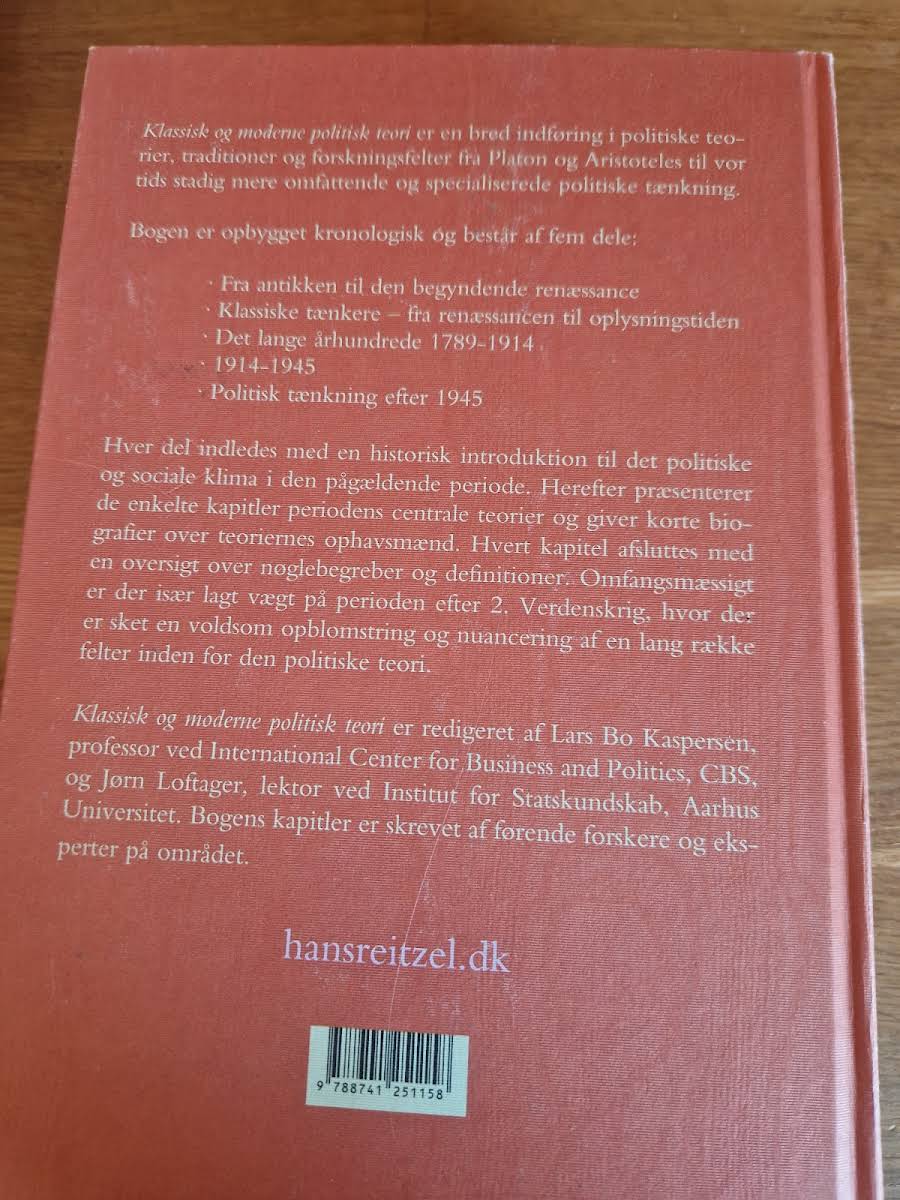 Klassisk og moderne politisk teori er en bred indføring i politiske teo-
rier, traditioner og forskningsfelter fra Platon og Aristoteles til vor
tids stadig mere omfattende og specialiserede politiske tænkning.
Bogen er opbygget kronologisk og består af fem dele:
· Fra antikken til den begyndende renæssance
· Klassiske tænkere – fra renæssancen til oplysningstiden
· Det lange århundrede 1789-1914
· 1914-1945
· Politisk tænkning efter 1945
Hver del indledes med en historisk introduktion til det politiske
og sociale klima i den pågældende periode. Herefter præsenterer
de enkelte kapitler periodens centrale teorier og giver korte bio-
grafier over teoriernes ophavsmænd. Hvert kapitel afsluttes med
en oversigt over nøglebegreber og definitioner. Omfangsmæssigt
er der især lagt vægt på perioden efter 2. Verdenskrig, hvor der
er sket en voldsom opblomstring og nuancering af en lang række
felter inden for den politiske teori.
Klassisk og moderne politisk teori er redigeret af Lars Bo Kaspersen,
professor ved International Center for Business and Politics, CBS,
og Jørn Loftager, lektor ved Institut for Statskundskab, Aarhus
Universitet. Bogens kapitler er skrevet af førende forskere og eks-
perter på området.
hansreitzel.dk
9 788741 251158